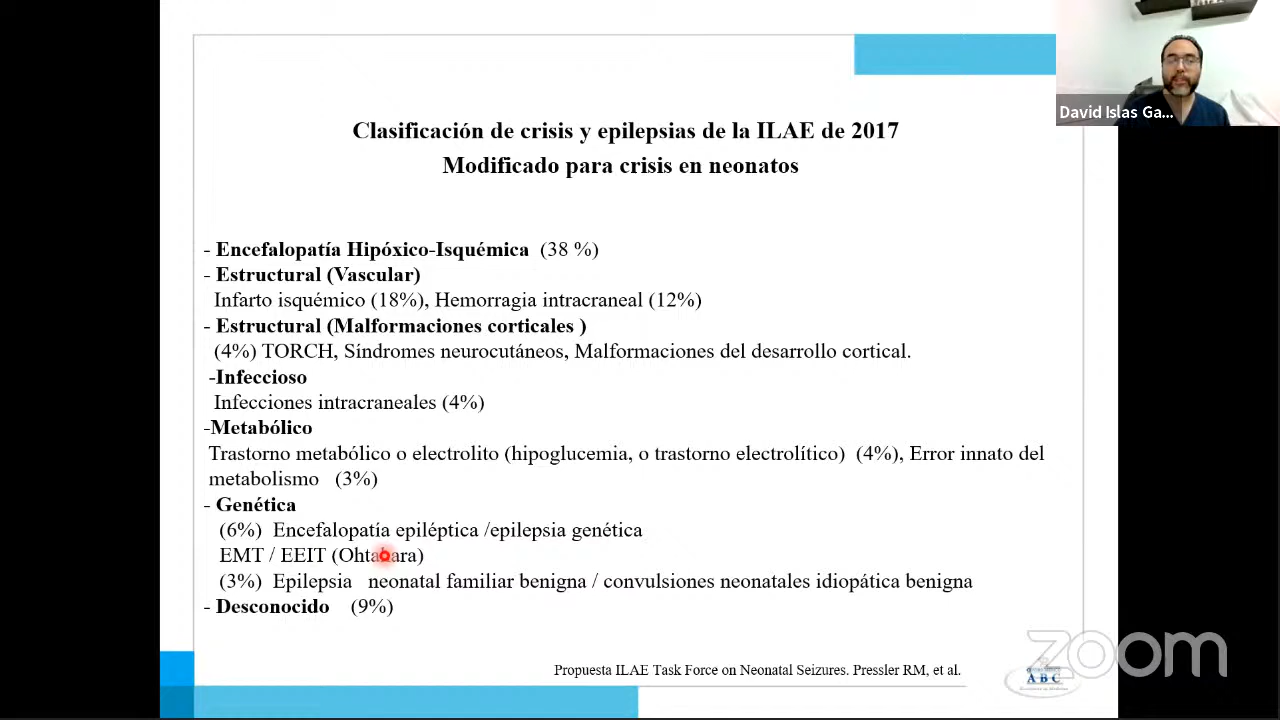 David Islas Ga...
Clasificación de crisis y epilepsias de la ILAE de 2017
Modificado para crisis en neonatos
- Encefalopatía Hipóxico-Isquémica (38 %)
- Estructural (Vascular)
Infarto isquémico (18%), Hemorragia intracraneal (12%)
- Estructural (Malformaciones corticales )
(4%) TORCH, Síndromes neurocutáneos, Malformaciones del desarrollo cortical.
-Infeccioso
Infecciones intracraneales (4%)
-Metabólico
Trastorno metabólico o electrolito (hipoglucemia, o trastorno electrolítico) (4%), Error innato del
metabolismo (3%)
- Genética
(6%) Encefalopatía epiléptica /epilepsia genética
EMT / EEIT (Ohtahara)
(3%) Epilepsia neonatal familiar benigna / convulsiones neonatales idiopática benigna
- Desconocido (9%)
Propuesta ILAE Task Force on Neonatal Seizures. Pressler RM, et al.
zoom
ABC